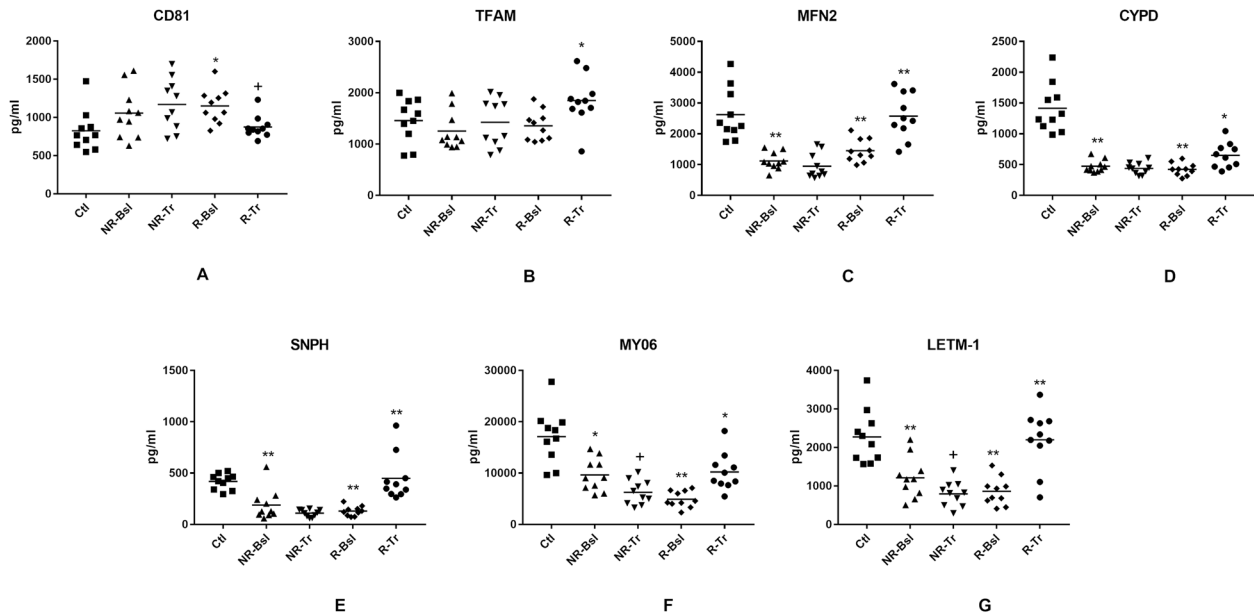 CD81
2000
1500
1000
500
0
pg/ml
*
+
Ctl
NR-Bsl
NR-Tr
R-Bsl
R-Tr
A
TFAM
3000
2000
1000
0
pg/ml
*
Ctl
NR-Bsl
NR-Tr
R-Bsl
R-Tr
B
MFN2
5000
4000
3000
2000
1000
0
pg/ml
**
**
**
Ctl
NR-Bsl
NR-Tr
R-Bsl
R-Tr
C
CYPD
2500
2000
1500
1000
500
0
pg/ml
**
**
*
Ctl
NR-Bsl
NR-Tr
R-Bsl
R-Tr
D
SNPH
1500
1000
500
0
pg/ml
**
**
**
Ctl
NR-Bsl
NR-Tr
R-Bsl
R-Tr
E
MY06
30000
20000
10000
0
pg/ml
*
+
**
*
Ctl
NR-Bsl
NR-Tr
R-Bsl
R-Tr
F
LETM-1
4000
3000
2000
1000
0
pg/ml
**
+
**
**
Ctl
NR-Bsl
NR-Tr
R-Bsl
R-Tr
G